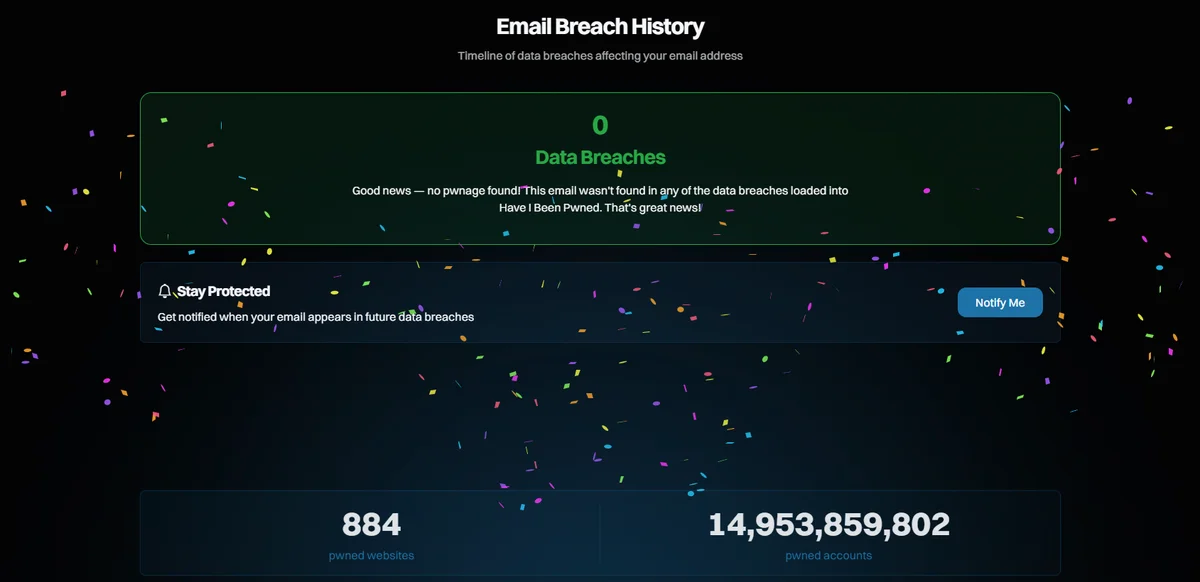 Email Breach History
Timeline of data breaches affecting your email address
0
Data Breaches
Good news — no pwnage found! This email wasn't found in any of the data breaches loaded into
Have I Been Pwned. That's great news!
Stay Protected
Get notified when your email appears in future data breaches
Notify Me
884
pwned websites
14,953,859,802
pwned accounts